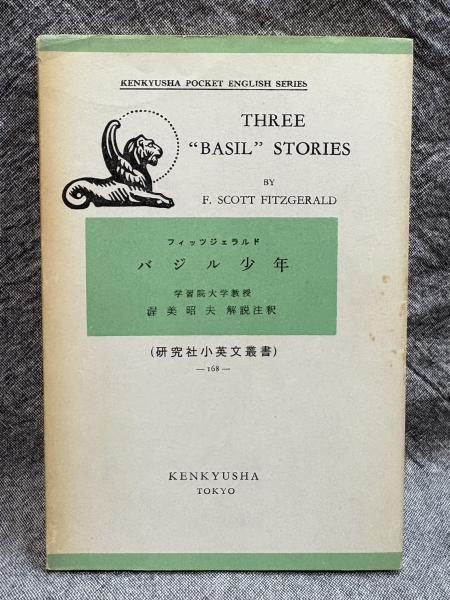 KENKYUSHA POCKET ENGLISH SERIES
THREE
"BASIL" STORIES
BY
F. SCOTT FITZGERALD
フィッツジェラルド
バジル少年
学習院大学教授
渥美昭夫 解説注釈
(研究社小英文叢書)
— 168 —
KENKYUSHA
TOKYO